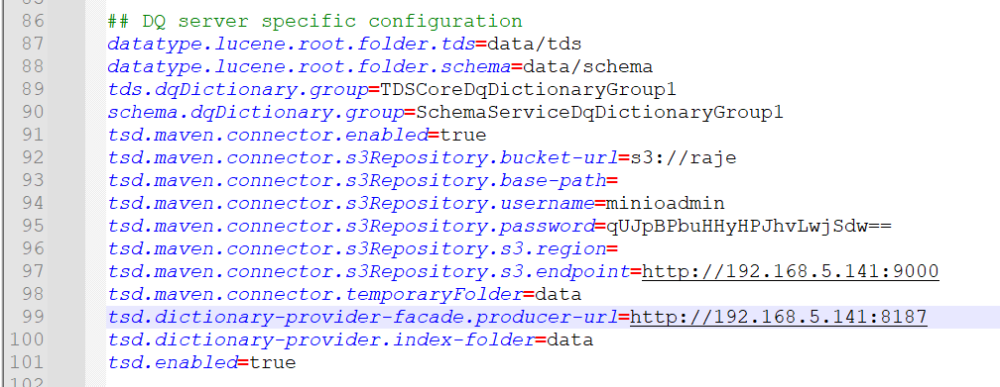 86 ## DQ server specific configuration
87 datatype.lucene.root.folder.tds=data/tds
88 datatype.lucene.root.folder.schema=data/schema
89 tds.dqDictionary.group=TDSCoreDqDictionaryGroup1
90 schema.dqDictionary.group=SchemaServiceDqDictionaryGroup1
91 tsd.maven.connector.enabled=true
92 tsd.maven.connector.s3Repository.bucket-url=s3://raje
93 tsd.maven.connector.s3Repository.base-path=
94 tsd.maven.connector.s3Repository.username=minioadmin
95 tsd.maven.connector.s3Repository.password=qUJpBPbuHHyHPJhvLwjSdw==
96 tsd.maven.connector.s3Repository.s3.region=
97 tsd.maven.connector.s3Repository.s3.endpoint=http://192.168.5.141:9000
98 tsd.maven.connector.temporaryFolder=data
99 tsd.dictionary-provider-facade.producer-url=http://192.168.5.141:8187
100 tsd.dictionary-provider.index-folder=data
101 tsd.enabled=true